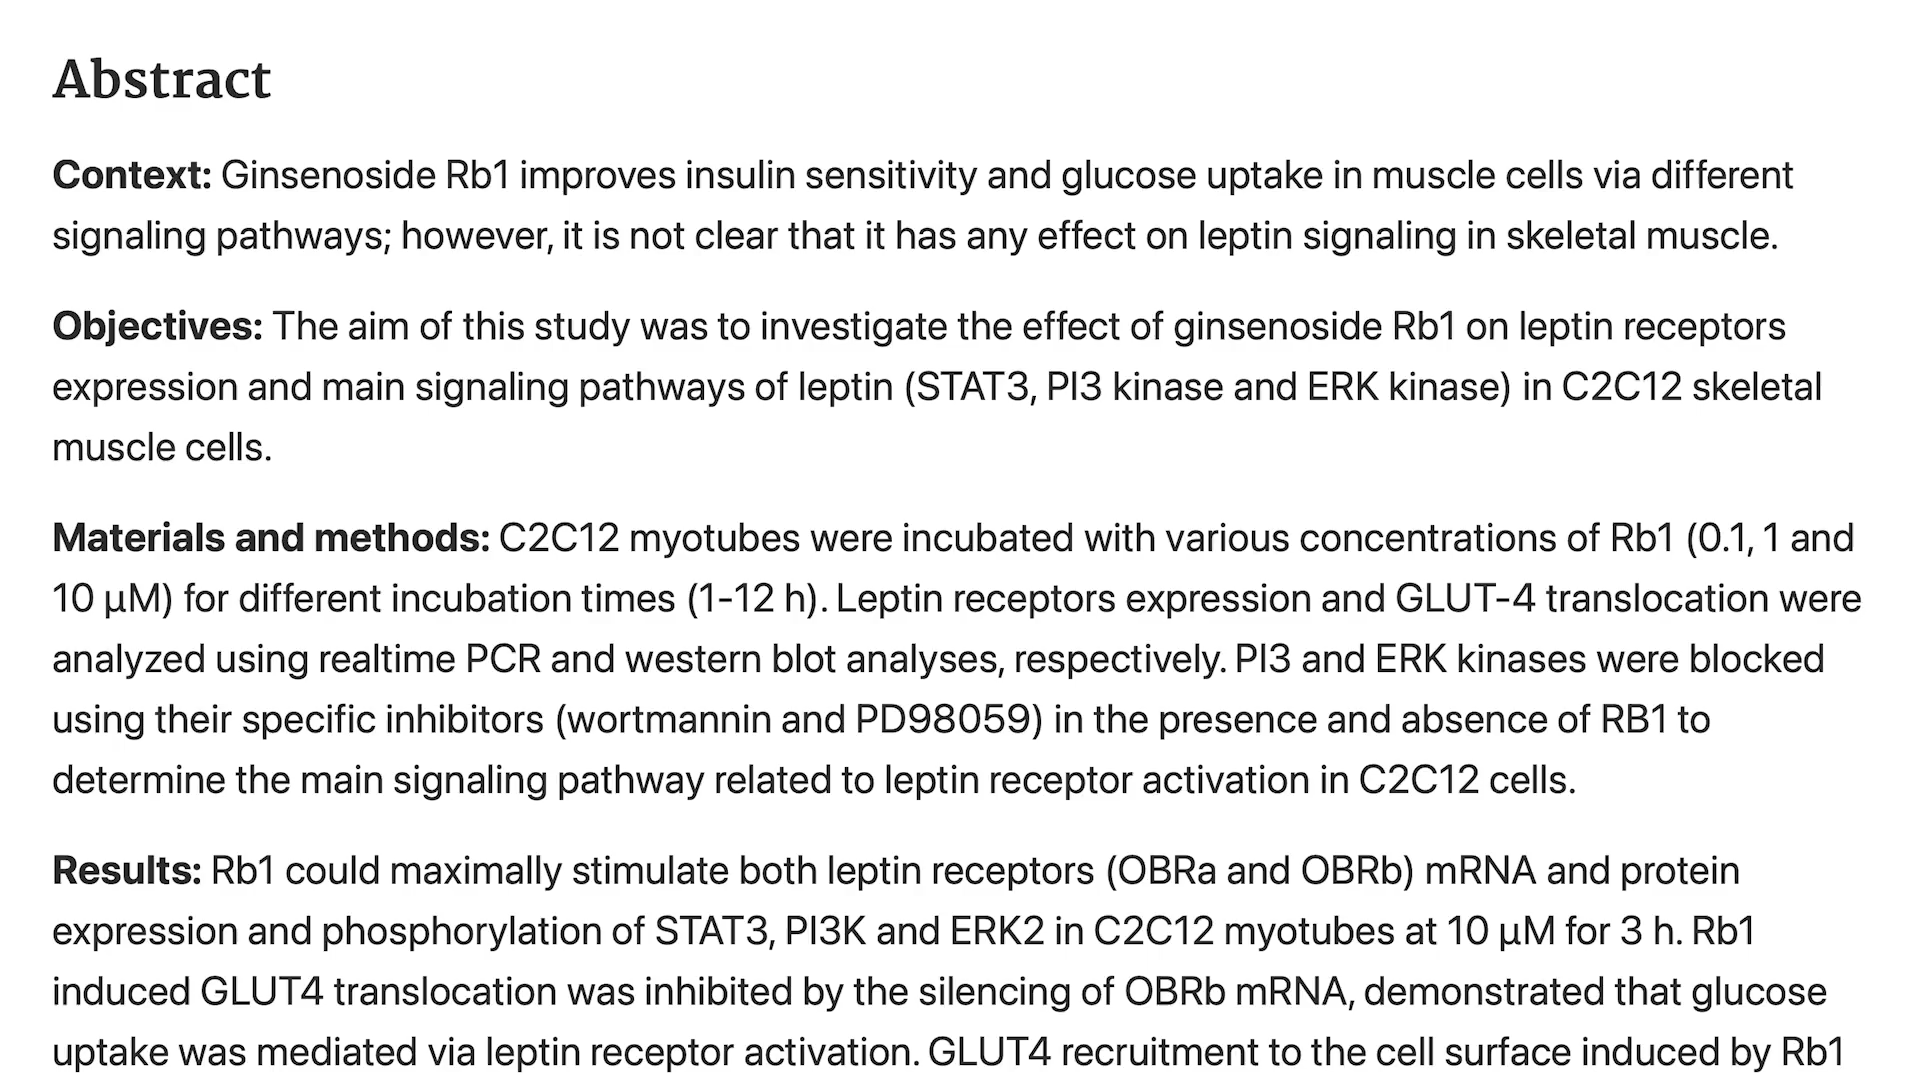 Abstract
Context: Ginsenoside Rb1 improves insulin sensitivity and glucose uptake in muscle cells via different
signaling pathways; however, it is not clear that it has any effect on leptin signaling in skeletal muscle.
Objectives: The aim of this study was to investigate the effect of ginsenoside Rb1 on leptin receptors
expression and main signaling pathways of leptin (STAT3, PI3 kinase and ERK kinase) in C2C12 skeletal
muscle cells.
Materials and methods: C2C12 myotubes were incubated with various concentrations of Rb1 (0.1, 1 and
10 μM) for different incubation times (1-12 h). Leptin receptors expression and GLUT-4 translocation were
analyzed using realtime PCR and western blot analyses, respectively. PI3 and ERK kinases were blocked
using their specific inhibitors (wortmannin and PD98059) in the presence and absence of RB1 to
determine the main signaling pathway related to leptin receptor activation in C2C12 cells.
Results: Rb1 could maximally stimulate both leptin receptors (OBRa and OBRb) mRNA and protein
expression and phosphorylation of STAT3, PI3K and ERK2 in C2C12 myotubes at 10 μM for 3 h. Rb1
induced GLUT4 translocation was inhibited by the silencing of OBRb mRNA, demonstrated that glucose
uptake was mediated via leptin receptor activation. GLUT4 recruitment to the cell surface induced by Rb1